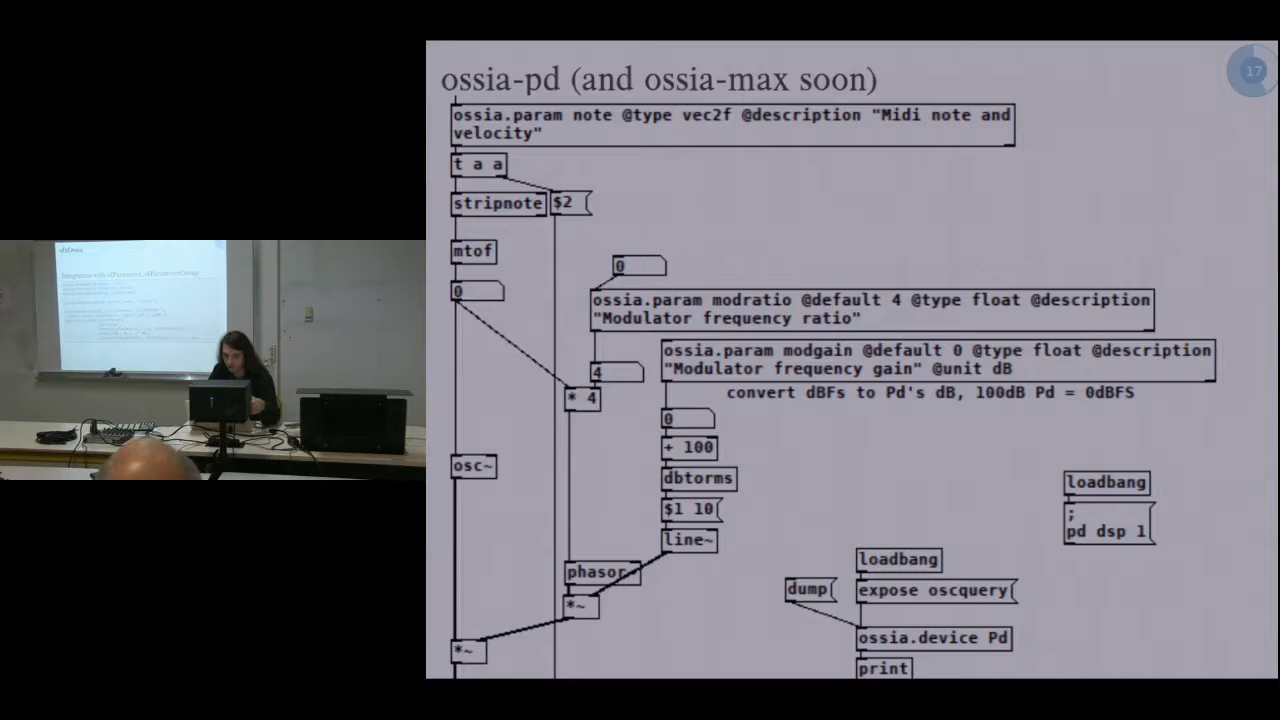 ossia-pd (and ossia-max soon)
17
ossia.param note @type vec2f @description "Midi note and
velocity"
t a a
stripnote
$2
mtof
0
0
ossia.param modratio @default 4 @type float @description
"Modulator frequency ratio"
ossia.param modgain @default 0 @type float @description
"Modulator frequency gain" @unit dB
4
convert dBFs to Pd's dB, 100dB Pd = 0dBFS
* 4
0
+ 100
osc~
dbtorms
loadbang
$1 10
;
pd dsp 1
line~
loadbang
phasor~
dump
expose oscquery
*~
ossia.device Pd
*~
print